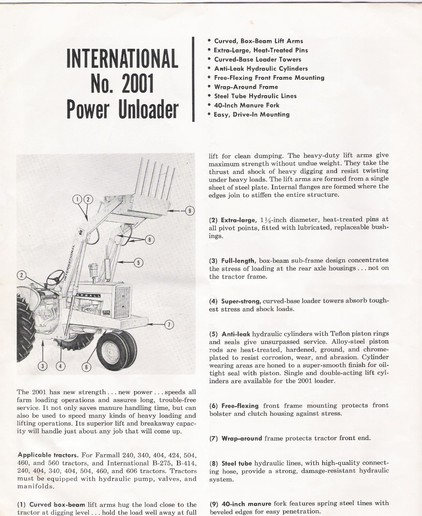 INTERNATIONAL
No. 2001
Power Unloader
• Curved, Box-Beam Lift Arms
• Extra-Large, Heat-Treated Pins
• Curved-Base Loader Towers
• Anti-Leak Hydraulic Cylinders
• Free-Flexing Front Frame Mounting
• Wrap-Around Frame
• Steel Tube Hydraulic Lines
• 40-Inch Manure Fork
• Easy, Drive-In Mounting
1
2
9
6
5
2
7
3
4
8
The 2001 has new strength . . . new power . . . speeds all
farm loading operations and assures long, trouble-free
service. It not only saves manure handling time, but can
also be used to speed many kinds of heavy loading and
lifting operations. Its superior lift and breakaway capac-
ity will handle just about any job that will come up.
Applicable tractors. For Farmall 240, 340, 404, 424, 504,
460, and 560 tractors, and International B-275, B-414,
240, 404, 340, 404, 504, 460, and 606 tractors. Tractors
must be equipped with hydraulic pump, valves, and
manifolds.
(1) Curved box-beam lift arms hug the load close to the
tractor at digging level . . . hold the load well away at full
lift for clean dumping. The heavy-duty lift arms give
maximum strength without undue weight. They take the
thrust and shock of heavy digging and resist twisting
under heavy loads. The lift arms are formed from a single
sheet of steel plate. Internal flanges are formed where the
edges join to stiffen the entire structure.
(2) Extra-large, diameter, heat-treated pins at
all pivot points, fitted with lubricated, replaceable bush-
ings.
(3) Full-length, box-beam sub-frame design concentrates
the stress of loading at the rear axle housings . . . not on
the tractor frame.
(4) Super-strong, curved-base loader towers absorb tough-
est stress and shock loads.
(5) Anti-leak hydraulic cylinders with Teflon piston rings
and seals give unsurpassed service. Alloy-steel piston
rods are heat-treated, hardened, ground, and chrome-
plated to resist corrosion, wear, and abrasion. Cylinder
wearing areas are honed to a super-smooth finish for oil-
tight seal with piston. Single and double-acting lift cyl-
inders are available for the 2001 loader.
(6) Free-flexing front frame mounting protects front
bolster and clutch housing against stress.
(7) Wrap-around frame protects tractor front end.
(8) Steel tube hydraulic lines, with high-quality connect-
ing hose, provide a strong, damage-resistant hydraulic
system.
(9) 40-inch manure fork features spring steel tines with
beveled edges for easy penetration.